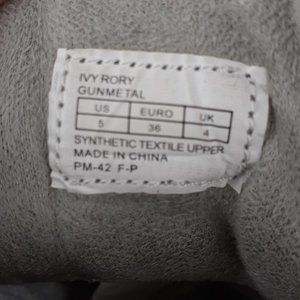 IVY RORY
GUNMETAL
US EURO UK
5 36 4
SYNTHETIC TEXTILE UPPER
MADE IN CHINA
PM-42 F-P